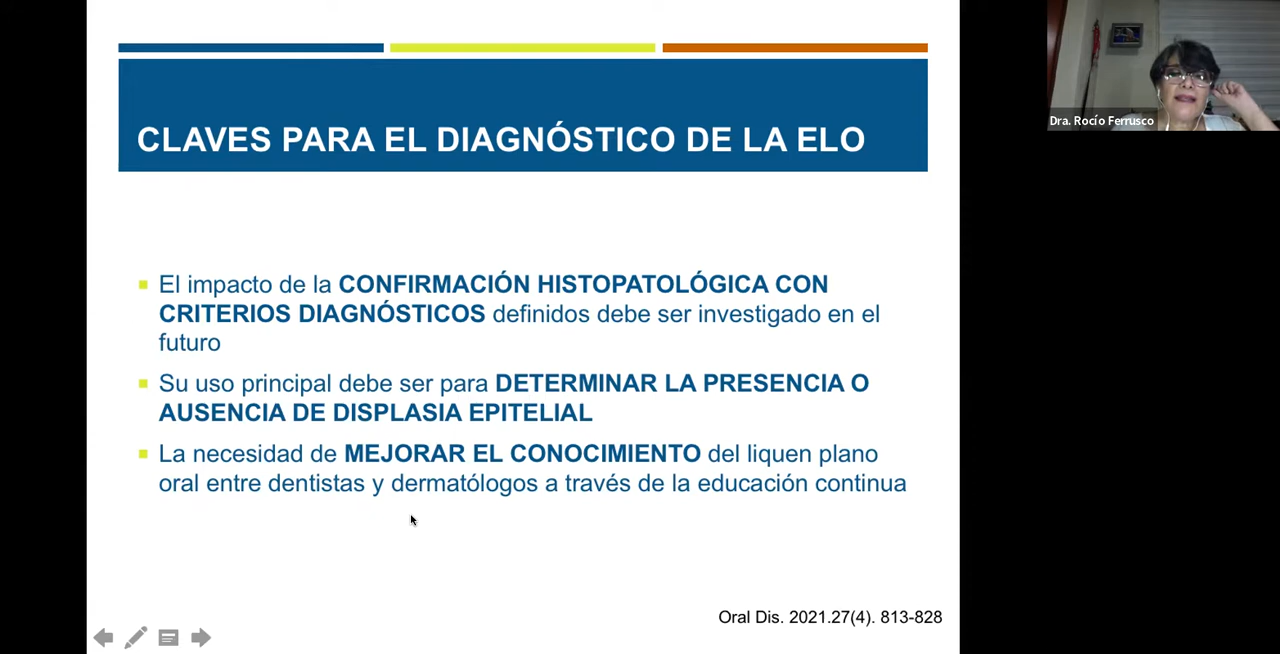 CLAVES PARA EL DIAGNÓSTICO DE LA ELO
El impacto de la CONFIRMACIÓN HISTOPATOLÓGICA CON
CRITERIOS DIAGNÓSTICOS definidos debe ser investigado en el
futuro
Su uso principal debe ser para DETERMINAR LA PRESENCIA O
AUSENCIA DE DISPLASIA EPITELIAL
La necesidad de MEJORAR EL CONOCIMIENTO del liquen plano
oral entre dentistas y dermatólogos a través de la educación continua
Oral Dis. 2021.27(4). 813-828
Dra. Rocío Ferrusco